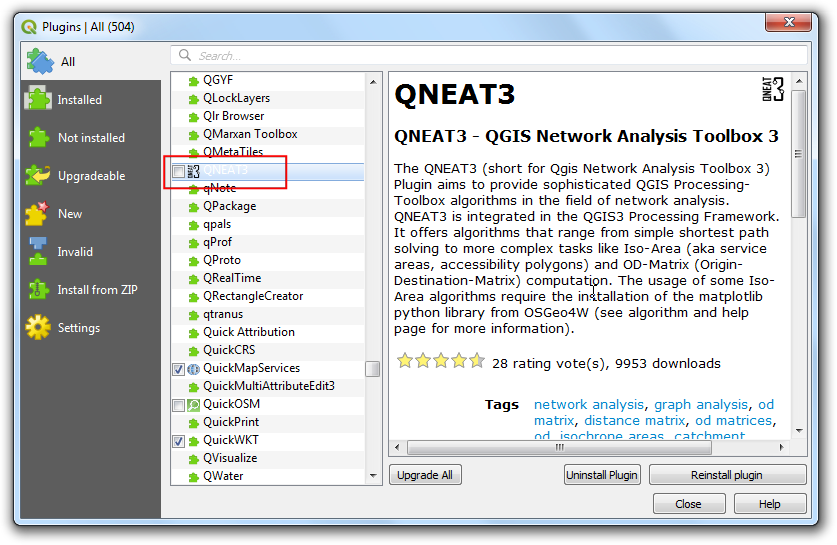 Plugins | All (504)
All
Installed
Not installed
Upgradeable
New
Invalid
Install from ZIP
Settings
Search...
QGYF
QLockLayers
Qlr Browser
QMarxan Toolbox
QMetaTiles
QNEAT3
qNote
QPackage
qpals
qProf
QProto
QRealTime
QRectangleCreator
qtranus
Quick Attribution
QuickCRS
QuickMapServices
QuickMultiAttributeEdit3
QuickOSM
QuickPrint
QuickWKT
QVisualize
QWater
QNEAT3
QNEAT 3
QNEAT3 - QGIS Network Analysis Toolbox 3
The QNEAT3 (short for Qgis Network Analysis Toolbox 3)
Plugin aims to provide sophisticated QGIS Processing-
Toolbox algorithms in the field of network analysis.
QNEAT3 is integrated in the QGIS3 Processing Framework.
It offers algorithms that range from simple shortest path
solving to more complex tasks like Iso-Area (aka service
areas, accessibility polygons) and OD-Matrix (Origin-
Destination-Matrix) computation. The usage of some Iso-
Area algorithms require the installation of the matplotlib
python library from OSGeo4W (see algorithm and help
page for more information).
28 rating vote(s), 9953 downloads
Tags network analysis, graph analysis, od
matrix, distance matrix, od matrices,
od, isochrone areas, catchment
Upgrade All
Uninstall Plugin
Reinstall plugin
Close
Help